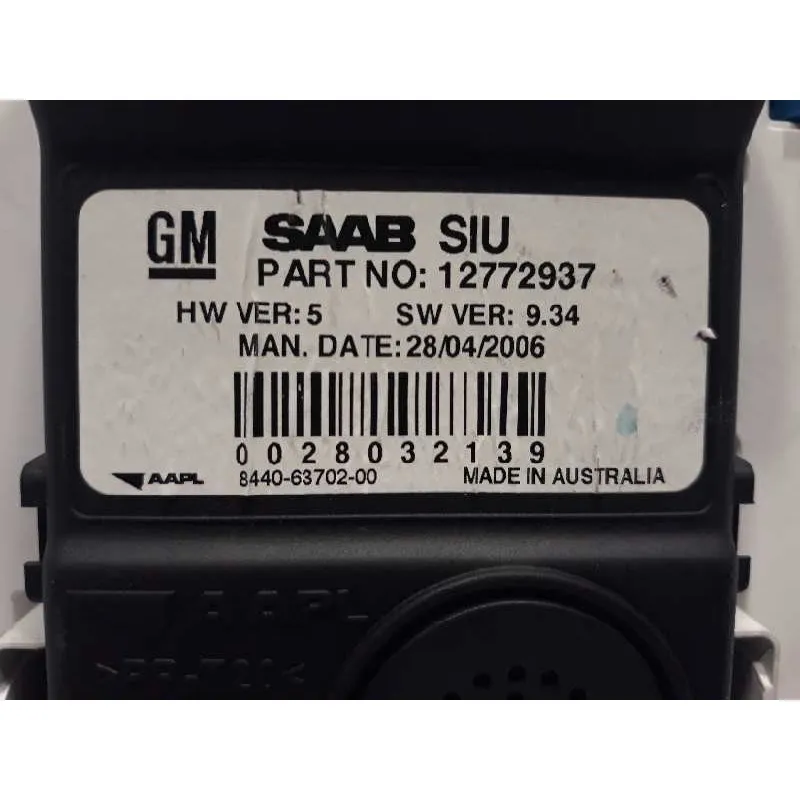 GM SAAB SIU
PART NO: 12772937
HW VER: 5 SW VER: 9.34
MAN. DATE: 28/04/2006
0028032139
AAPL 8440-63702-00 MADE IN AUSTRALIA
AAPL